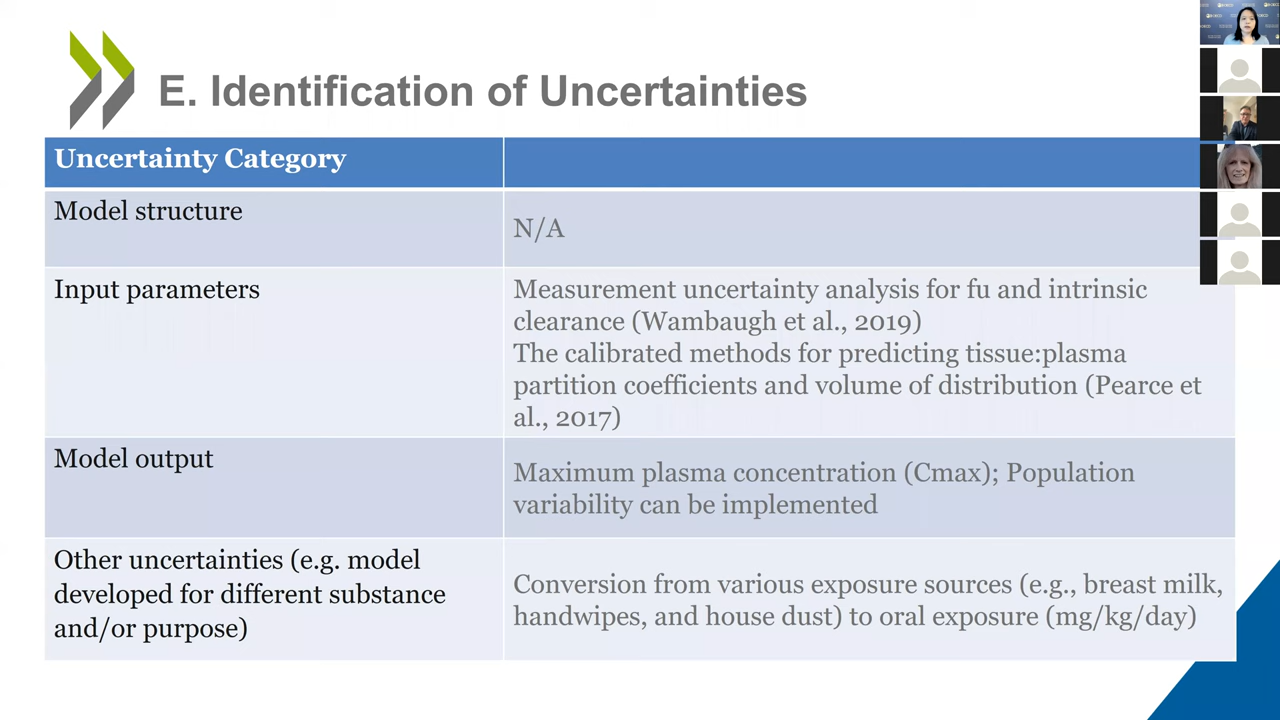 E. Identification of Uncertainties
Uncertainty Category
Model structure
N/A
Input parameters
Measurement uncertainty analysis for fu and intrinsic
clearance (Wambaugh et al., 2019)
The calibrated methods for predicting tissue:plasma
partition coefficients and volume of distribution (Pearce et
al., 2017)
Model output
Maximum plasma concentration (Cmax); Population
variability can be implemented
Other uncertainties (e.g. model
developed for different substance
and/or purpose)
Conversion from various exposure sources (e.g., breast milk,
handwipes, and house dust) to oral exposure (mg/kg/day)